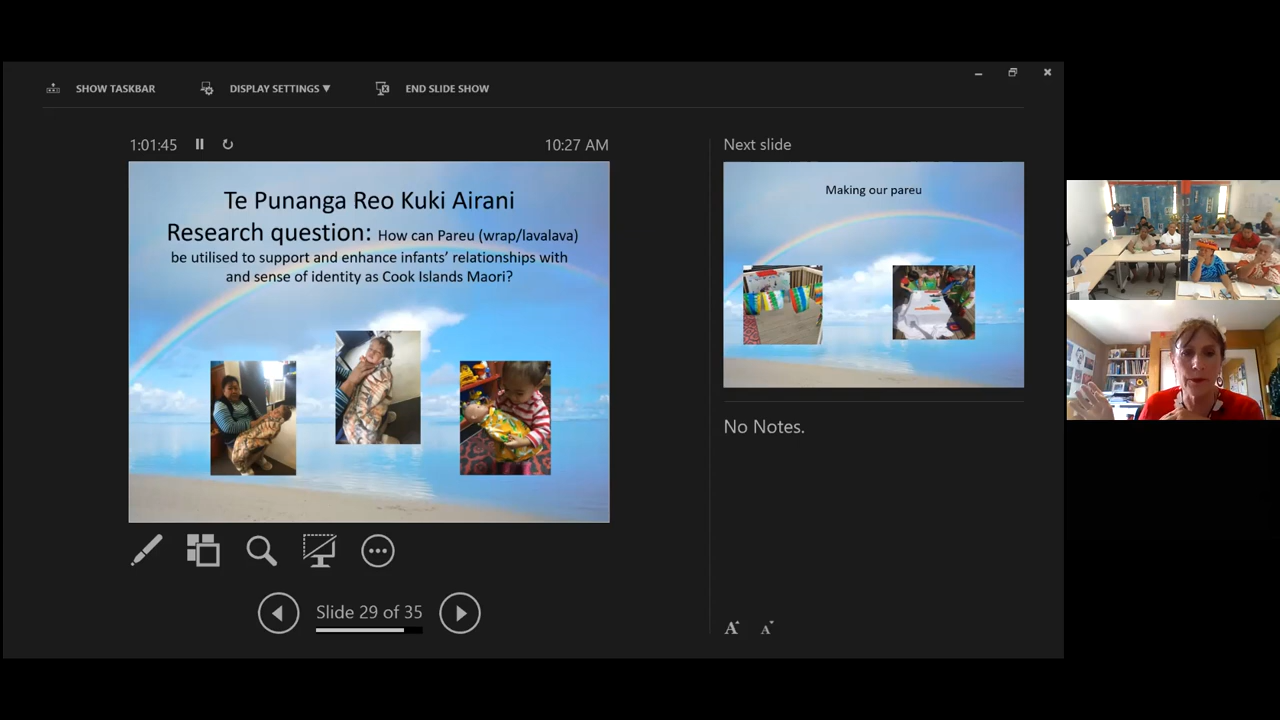 SHOW TASKBAR
DISPLAY SETTINGS ▼
END SLIDE SHOW
1:01:45
10:27 AM
Te Punanga Reo Kuki Airani
Research question: How can Pareu (wrap/lavalava)
be utilised to support and enhance infants' relationships with
and sense of identity as Cook Islands Maori?
Slide 29 of 35
Next slide
Making our pareu
No Notes.
A A